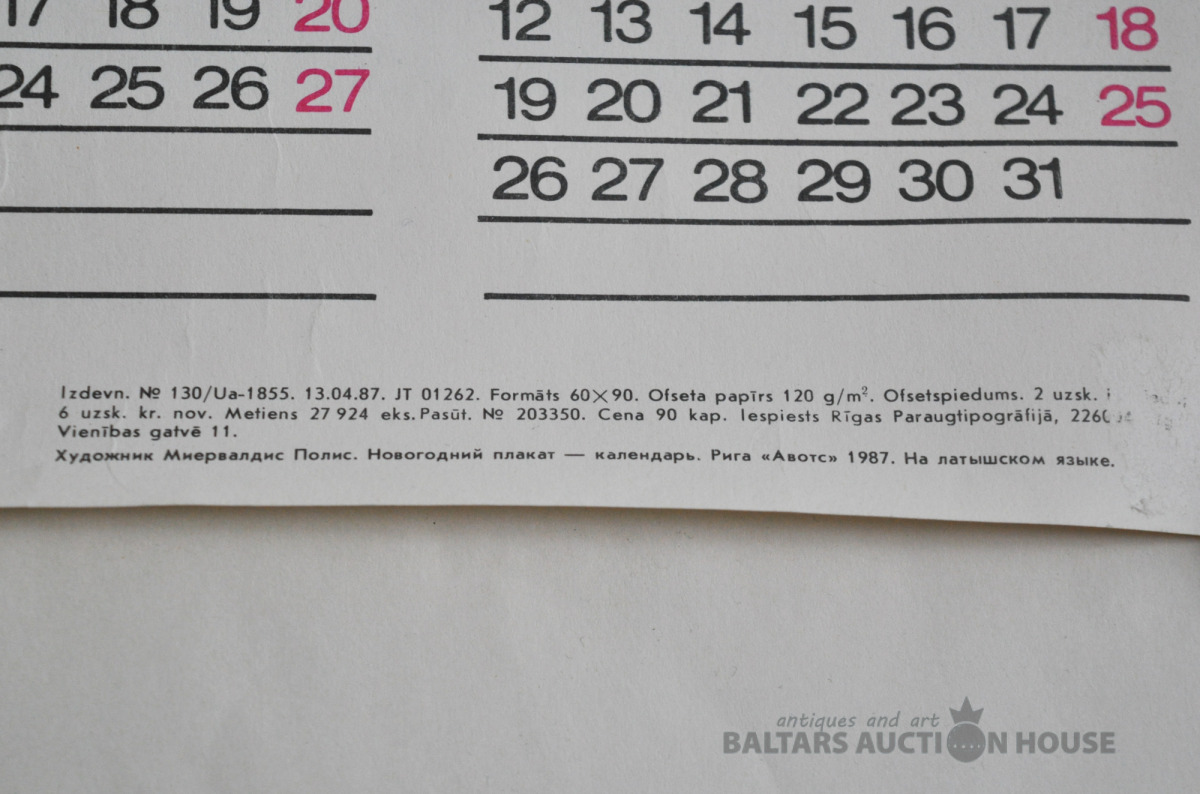 17 18 19 20
24 25 26 27
12 13 14 15 16 17 18
19 20 21 22 23 24 25
26 27 28 29 30 31
Izdevn. № 130/Ua-1855. 13.04.87. JT 01262. Formāts 60×90. Ofseta papīrs 120 g/m². Ofsetspiedums. 2 uzsk.
6 uzsk. kr. nov. Metiens 27 924 eks. Pasūt. № 203350. Cena 90 kap. Iespiests Rīgas Paraugtipogrāfijā,
Vienības gatvē 11.
Художник Миервалдис Полис. Новогодний плакат — календарь. Рига «Авотс» 1987. На латышском языке.
antiques and art
BALTARS AUCTION HOUSE